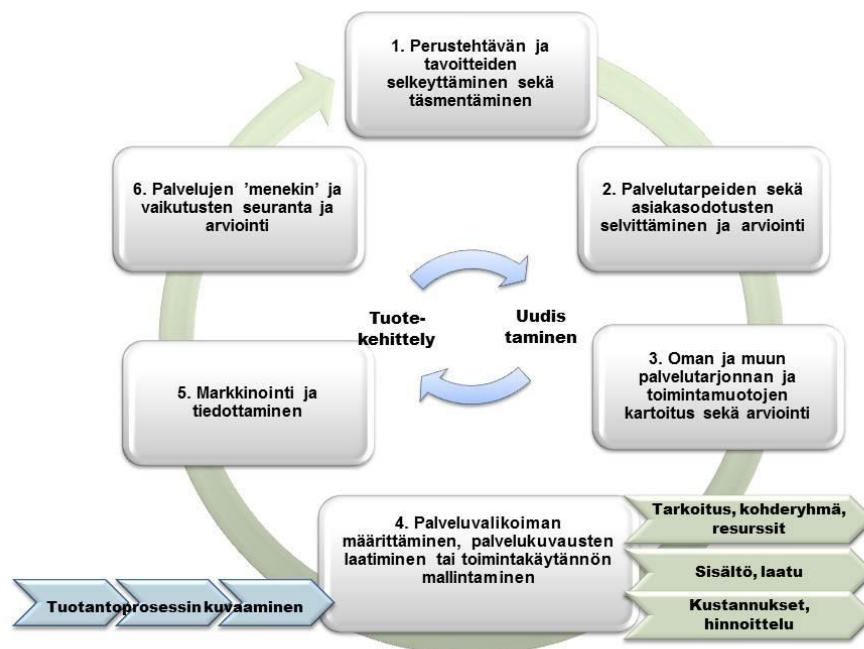 1. Perustehtävän ja
tavoitteiden
selkeyttäminen sekä
täsmentäminen
2. Palvelutarpeiden sekä
asiakasodotusten
selvittäminen ja arviointi
3. Oman ja muun
palvelutarjonnan ja
toimintamuotojen
kartoitus sekä arviointi
4. Palveluvalikoiman
määrittäminen, palvelukuvausten
laatiminen tai toimintakäytännön
mallintaminen
Tarkoitus, kohderyhmä,
resurssit
Sisältö, laatu
Kustannukset,
hinnoittelu
Tuotantoprosessin kuvaaminen
5. Markkinointi ja
tiedottaminen
6. Palvelujen ’menekin’ ja
vaikutusten seuranta ja
arviointi
Tuote-
kehittely
Uudis
taminen